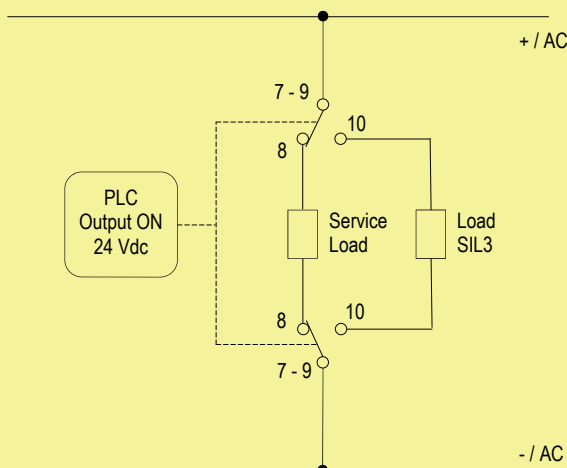 + / AC
7 - 9
10
8
PLC
Output ON
24 Vdc
Service
Load
Load
SIL3
8
10
7 - 9
- / AC